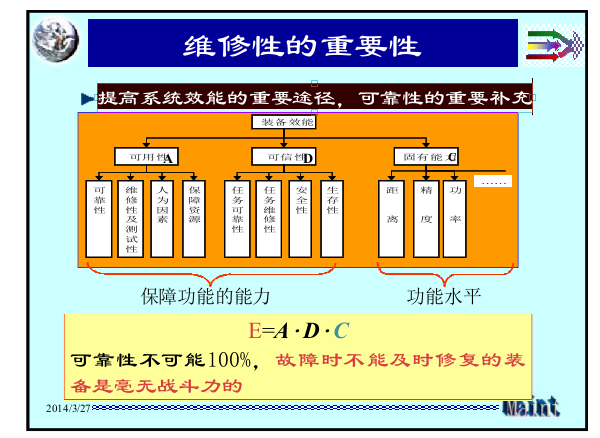 维修性的重要性
提高系统效能的重要途径，可靠性的重要补充
装备效能
可用性A
可信性D
固有能力C
可靠性
维修性及测试性
人为因素
保障资源
任务可靠性
任务维修性
安全性
生存性
距离
精度
功率
……
保障功能的能力
功能水平
E=A·D·C
可靠性不可能100%，故障时不能及时修复的装
备是毫无战斗力的
2014/3/27
Maint